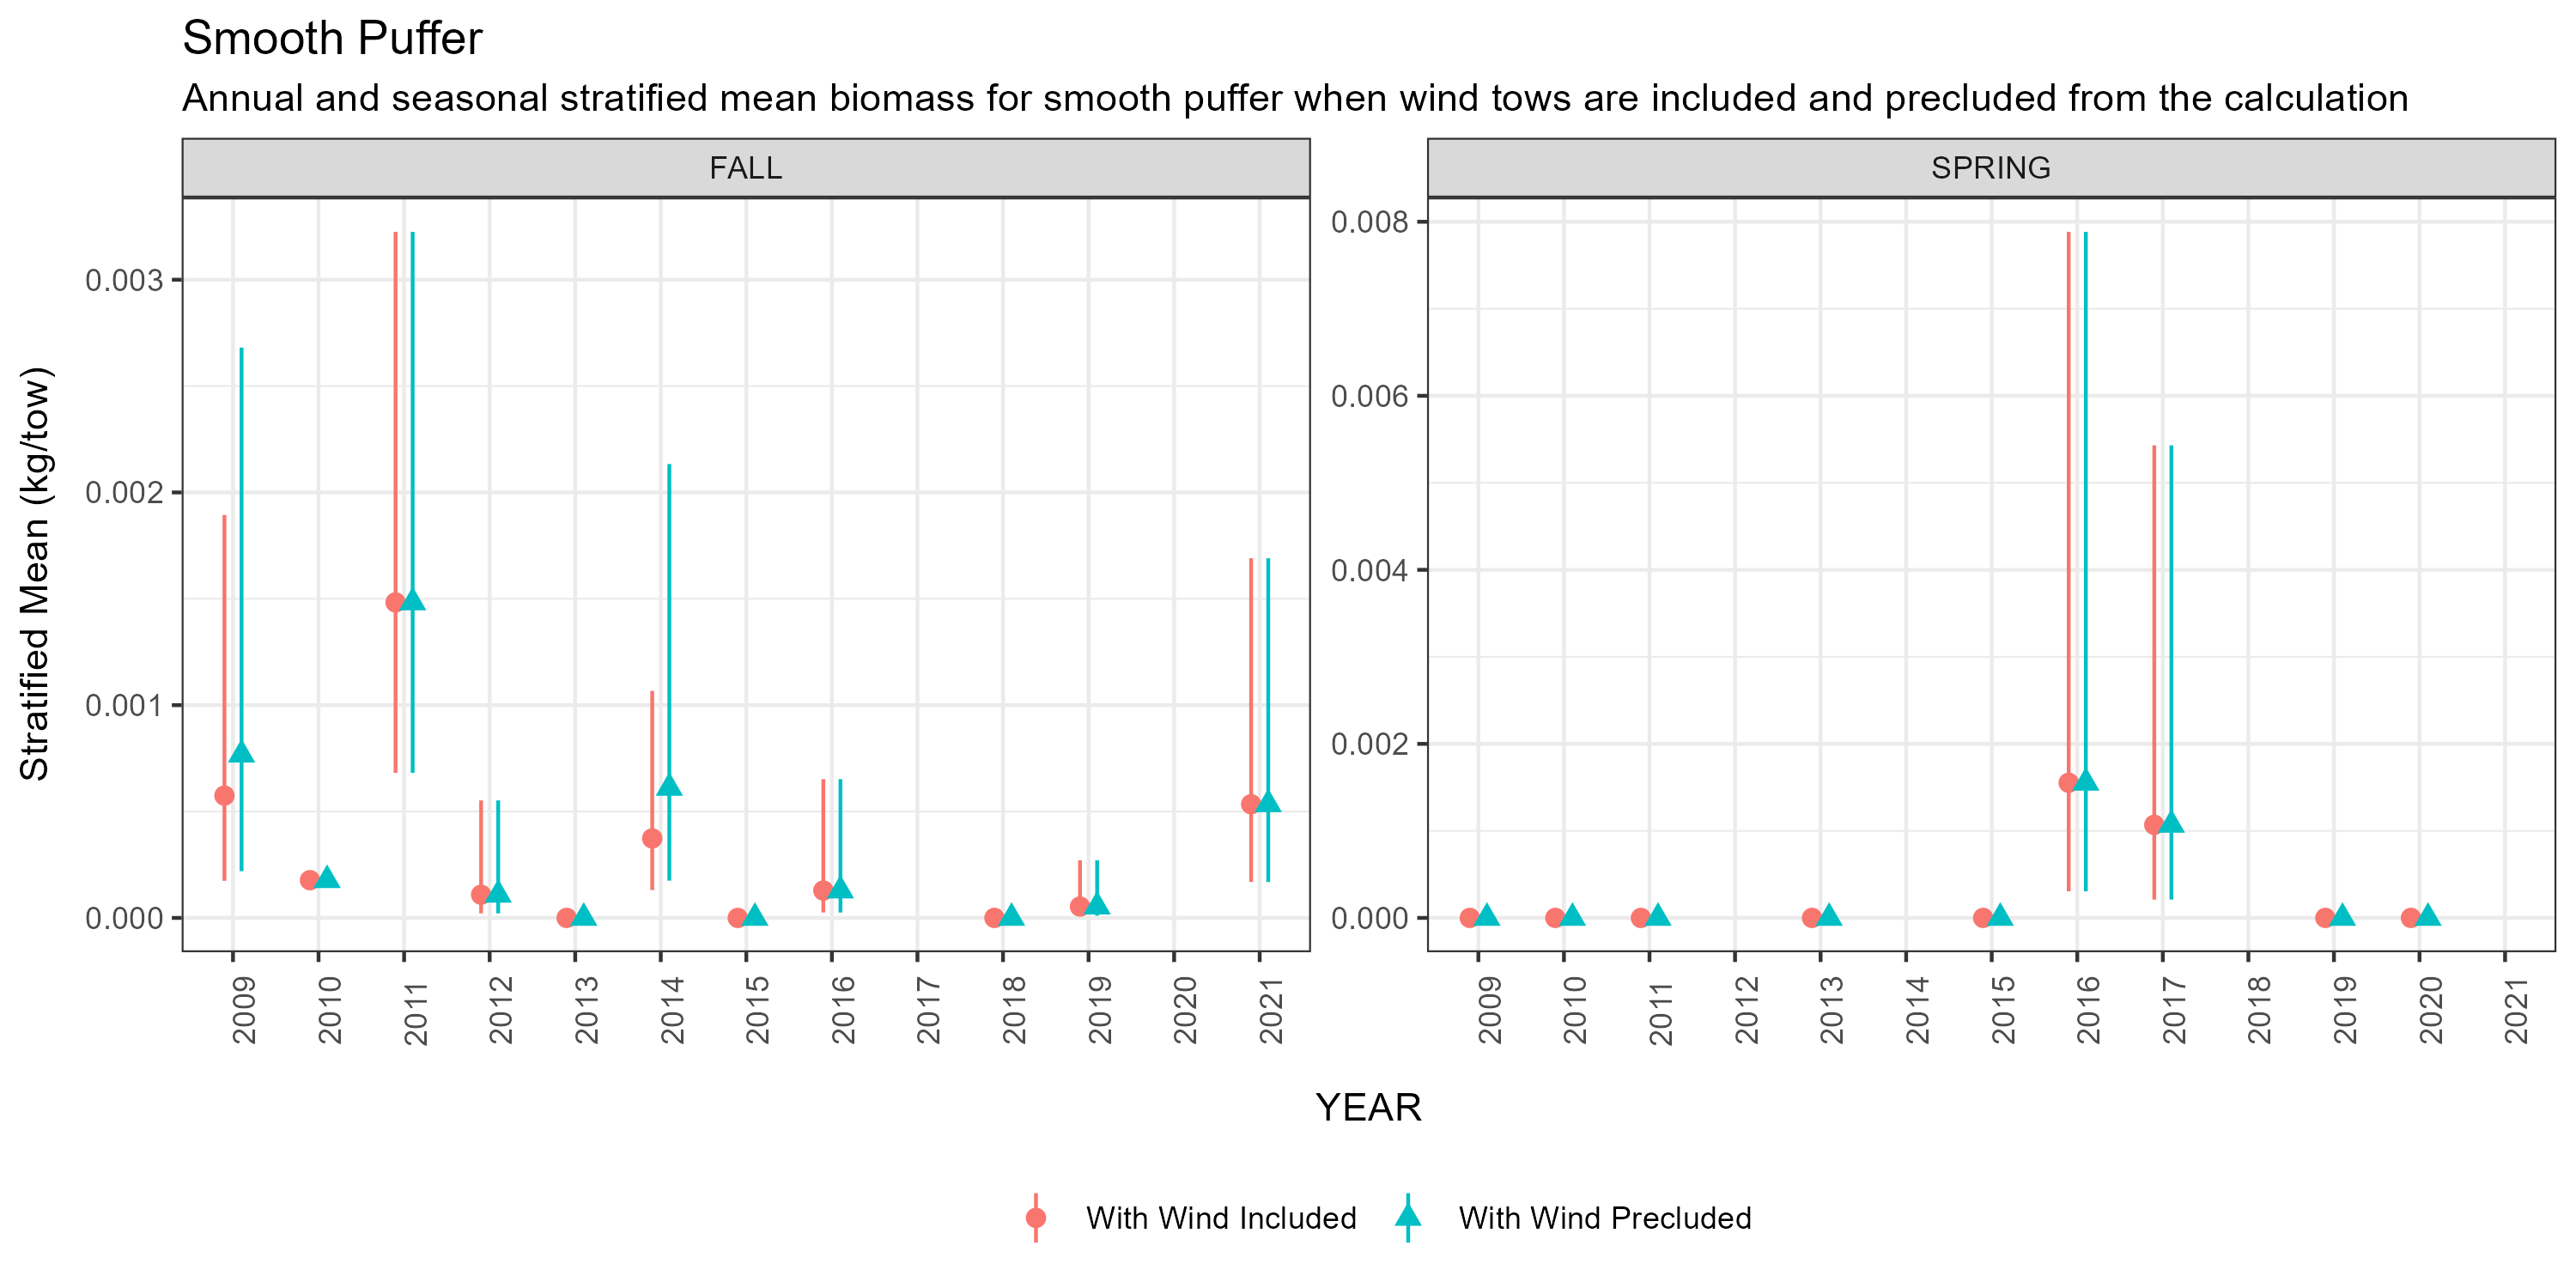 Smooth Puffer
Annual and seasonal stratified mean biomass for smooth puffer when wind tows are included and precluded from the calculation
FALL
SPRING
Stratified Mean (kg/tow)
0.003
0.002
0.001
0.000
0.008
0.006
0.004
0.002
0.000
2009 2010 2011 2012 2013 2014 2015 2016 2017 2018 2019 2020 2021
2009 2010 2011 2012 2013 2014 2015 2016 2017 2018 2019 2020 2021
YEAR
With Wind Included
With Wind Precluded